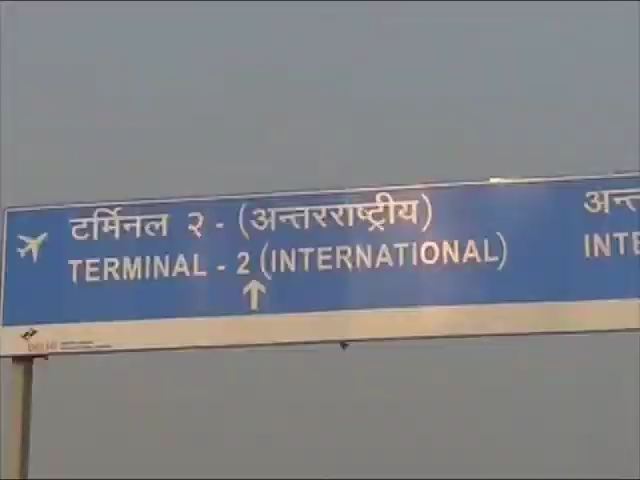 टर्मिनल २ - (अन्तरराष्ट्रीय)
TERMINAL - 2 (INTERNATIONAL)